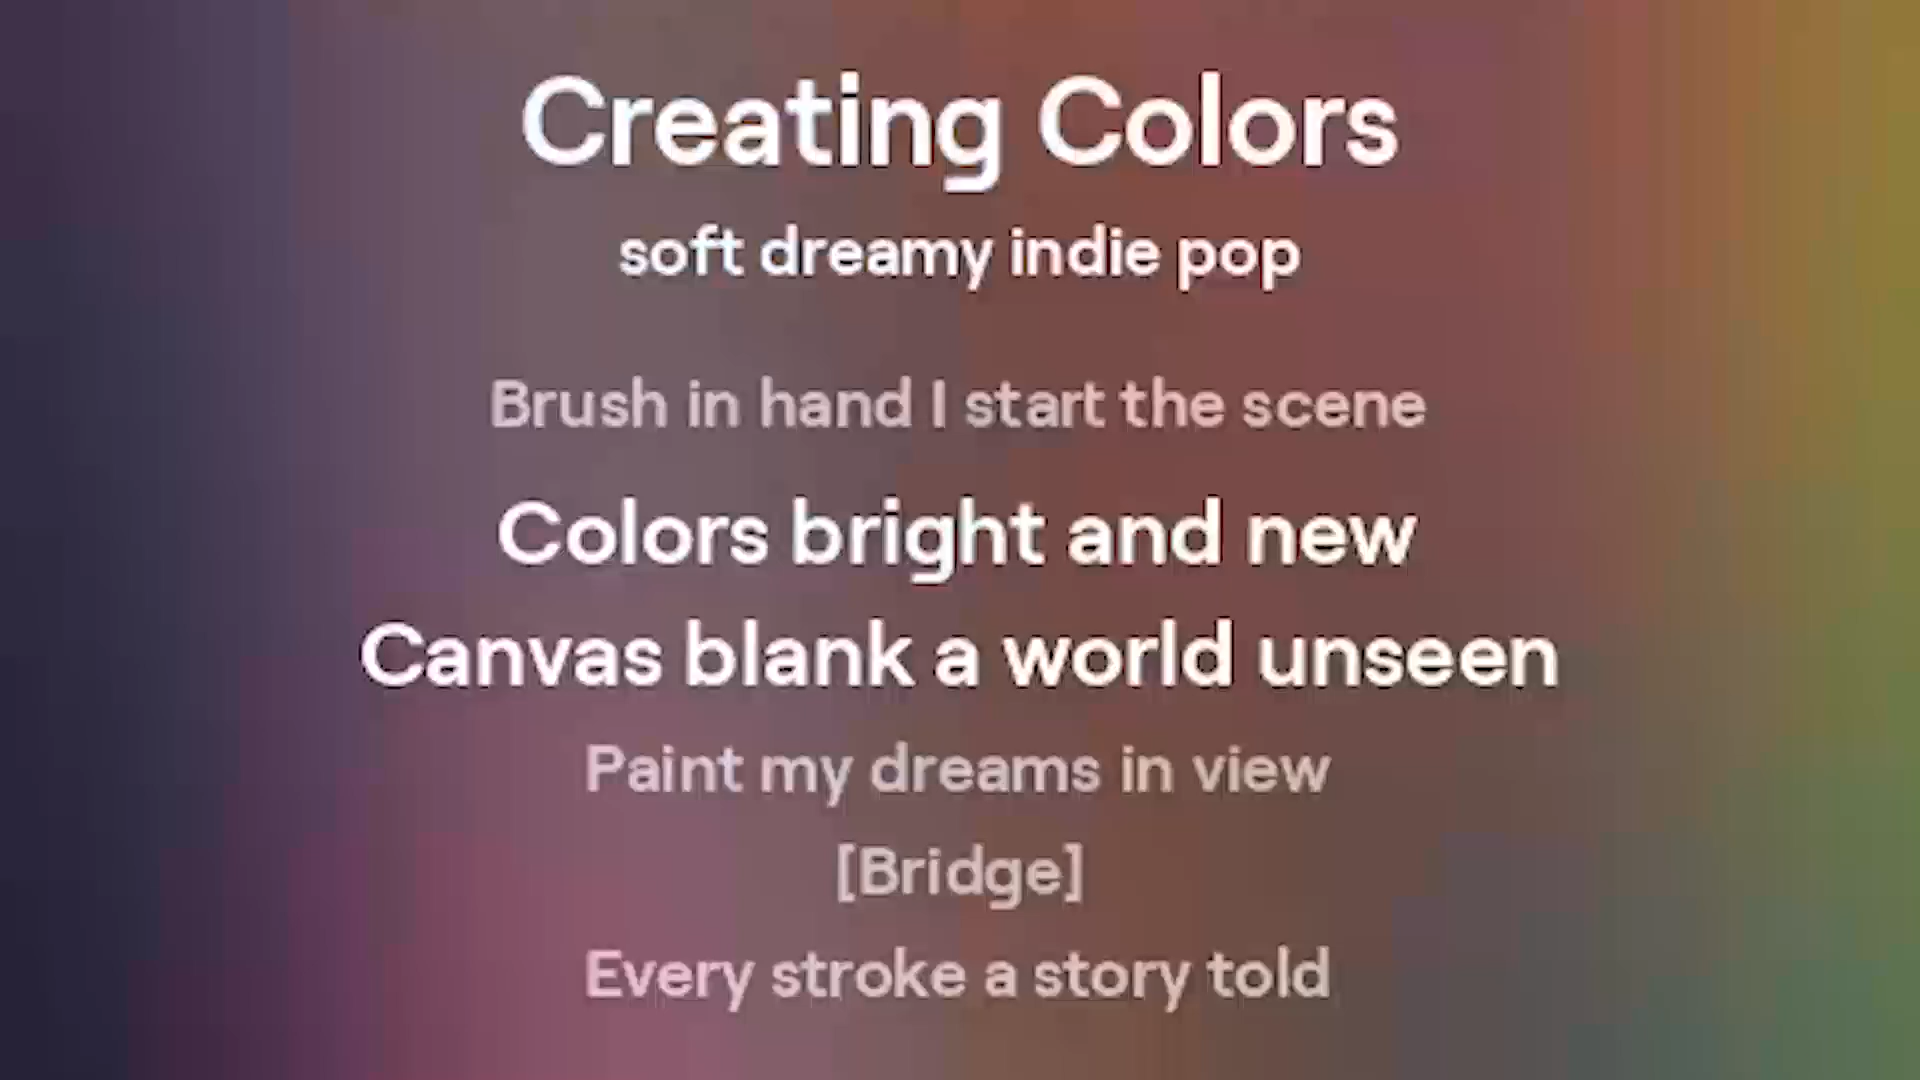 Creating Colors
soft dreamy indie pop
Brush in hand I start the scene
Colors bright and new
Canvas blank a world unseen
Paint my dreams in view
[Bridge]
Every stroke a story told